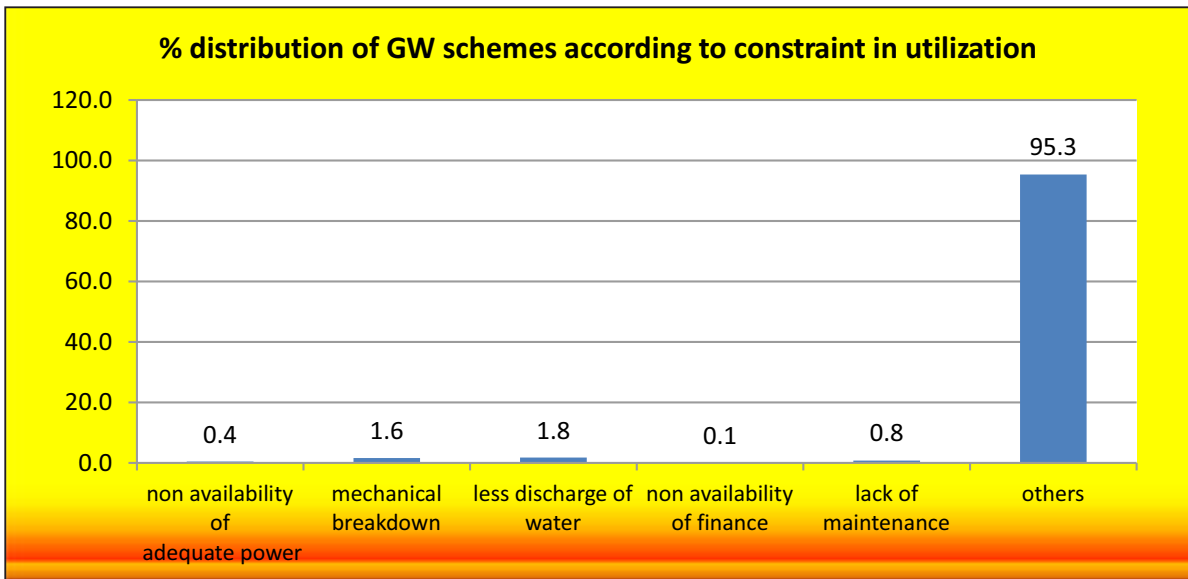 % distribution of GW schemes according to constraint in utilization
120.0
100.0
80.0
60.0
40.0
20.0
0.0
0.4
1.6
1.8
0.1
0.8
95.3
non availability
of
adequate power
mechanical
breakdown
less discharge of
water
non availability
of finance
lack of
maintenance
others